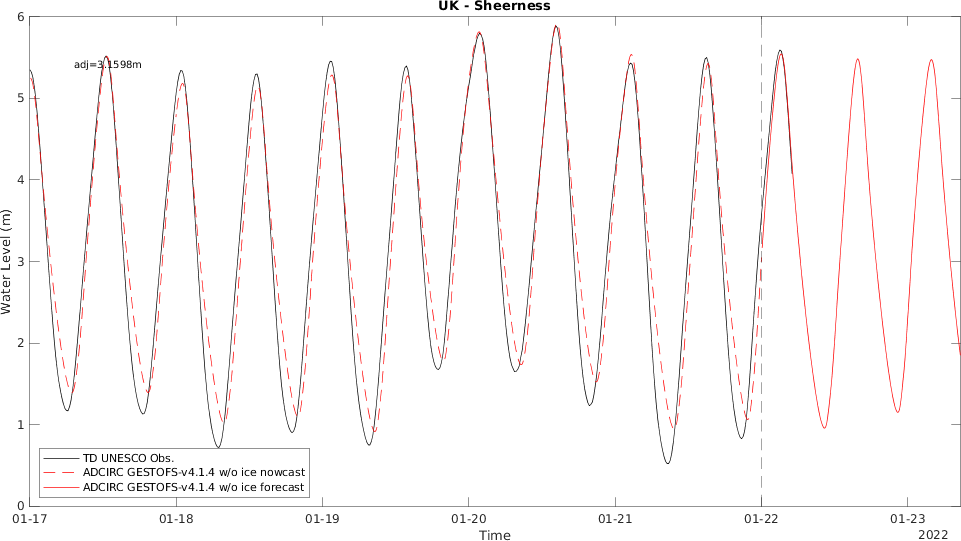 UK - Sheerness
6
adj=3.1598m
5
4
3
2
1
0
Water Level (m)
TD UNESCO Obs.
ADCIRC GESTOFS-v4.1.4 w/o ice nowcast
ADCIRC GESTOFS-v4.1.4 w/o ice forecast
01-17 01-18 01-19 01-20 01-21 01-22 01-23
Time
2022